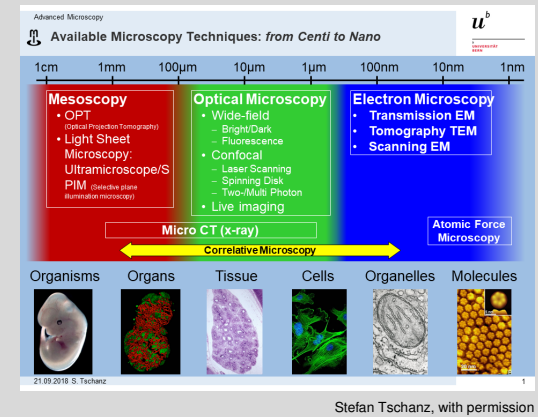 Advanced Microscopy
Available Microscopy Techniques: from Centi to Nano
u^b
UNIVERSITÄT
BERN
1cm 1mm 100µm 10µm 1µm 100nm 10nm 1nm
Mesoscopy
• OPT
(Optical Projection Tomography)
• Light Sheet
Microscopy:
Ultramicroscope/S
PIM (Selective plane
illumination microscopy)
Optical Microscopy
• Wide-field
– Bright/Dark
– Fluorescence
• Confocal
– Laser Scanning
– Spinning Disk
– Two-/Multi Photon
• Live imaging
Electron Microscopy
• Transmission EM
• Tomography TEM
• Scanning EM
Micro CT (x-ray)
Atomic Force
Microscopy
Correlative Microscopy
Organisms Organs Tissue Cells Organelles Molecules
21.09.2018 S. Tschanz
1
Stefan Tschanz, with permission